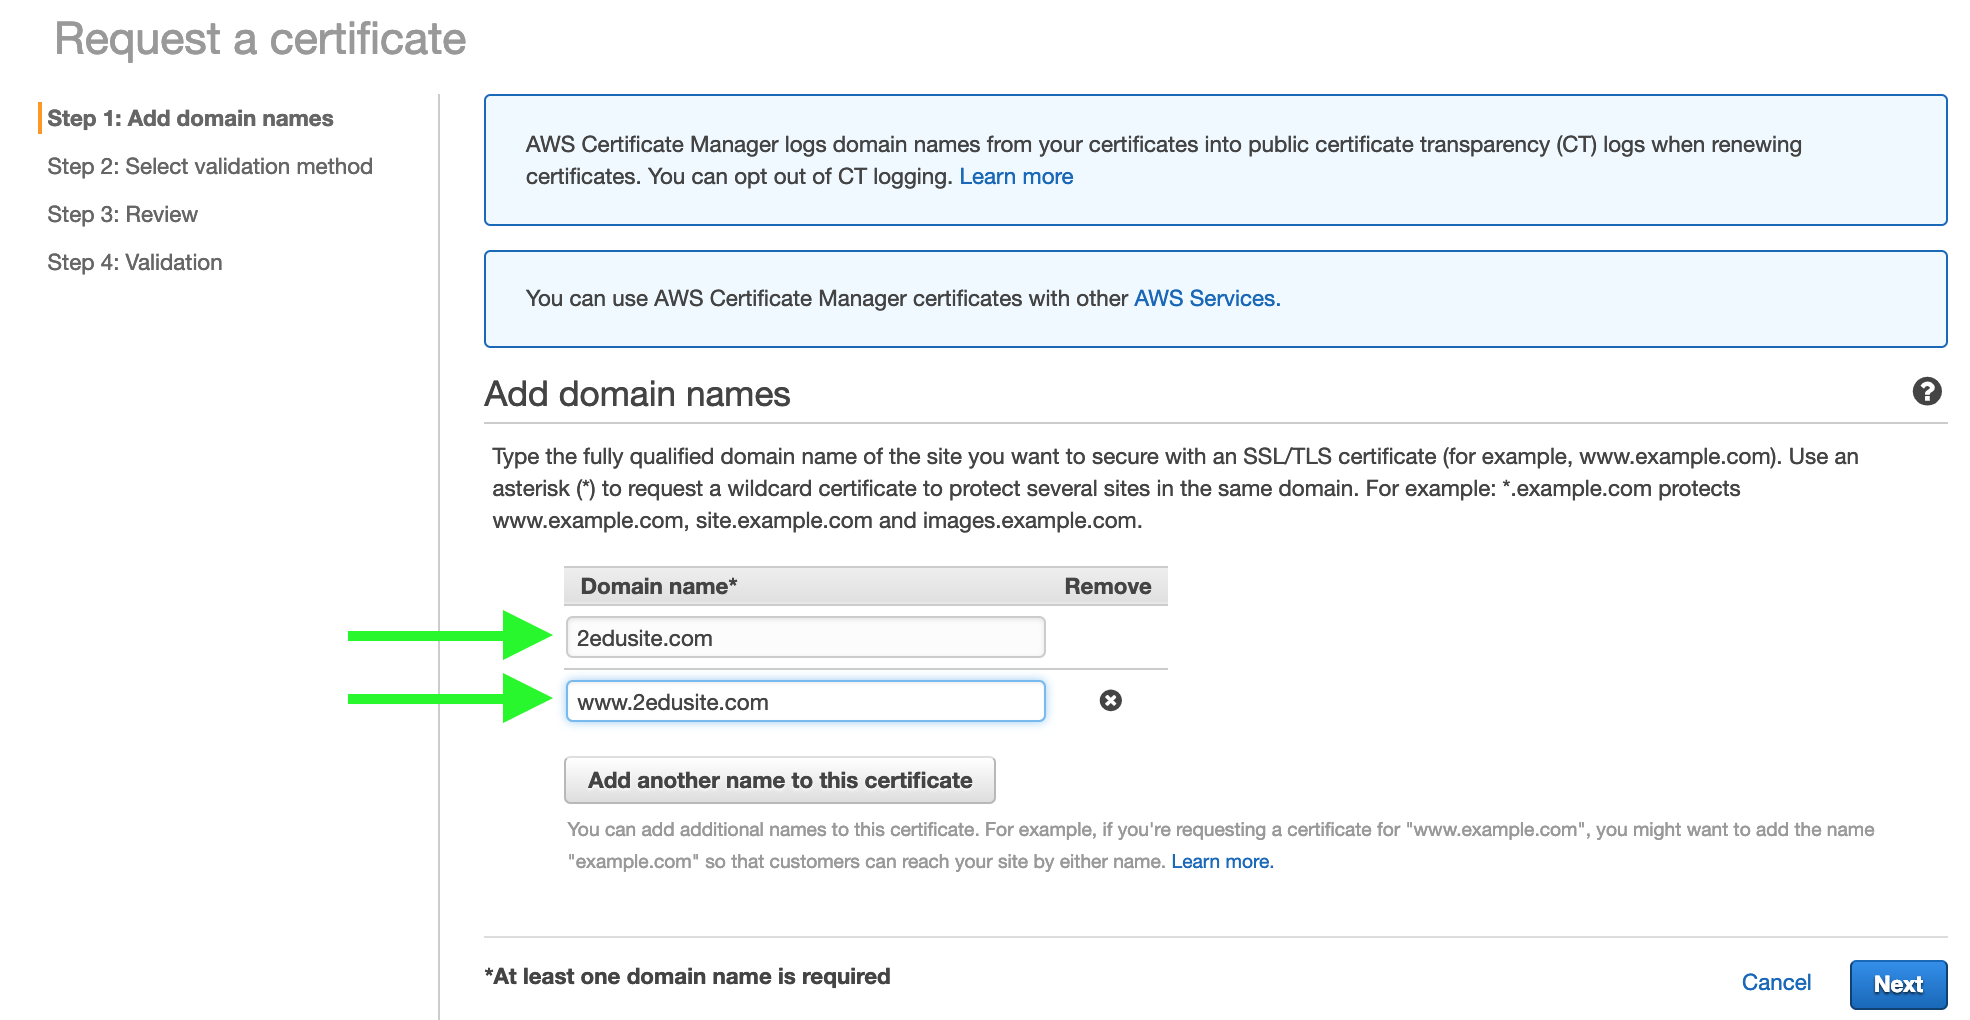 Request a certificate
Step 1: Add domain names
Step 2: Select validation method
Step 3: Review
Step 4: Validation
AWS Certificate Manager logs domain names from your certificates into public certificate transparency (CT) logs when renewing
certificates. You can opt out of CT logging. Learn more
You can use AWS Certificate Manager certificates with other AWS Services.
Add domain names
Type the fully qualified domain name of the site you want to secure with an SSL/TLS certificate (for example, www.example.com). Use an
asterisk (*) to request a wildcard certificate to protect several sites in the same domain. For example: *.example.com protects
www.example.com, site.example.com and images.example.com.
Domain name* Remove
2edusite.com
www.2edusite.com
Add another name to this certificate
You can add additional names to this certificate. For example, if you're requesting a certificate for "www.example.com", you might want to add the name
"example.com" so that customers can reach your site by either name. Learn more.
*At least one domain name is required
Cancel Next